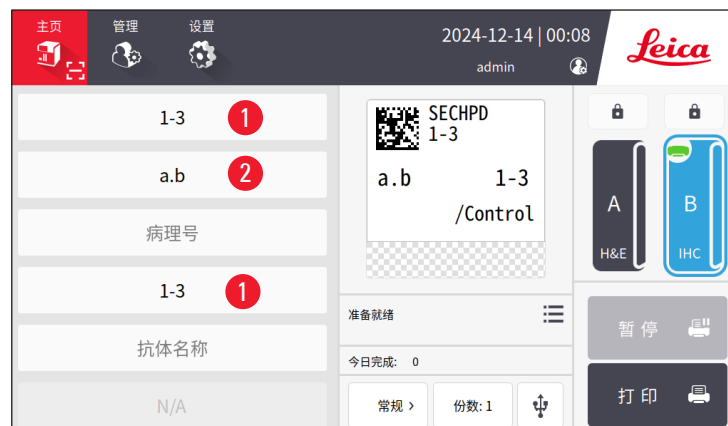 主页 管理 设置
2024-12-14 | 00:08
admin
Leica
1-3 1
a.b 2
病理号
1-3 1
抗体名称
N/A
SECHPD
1-3
a.b 1-3
/Control
准备就绪
今日完成: 0
常规 > 份数: 1
A
H&E
B
IHC
暂停
打印